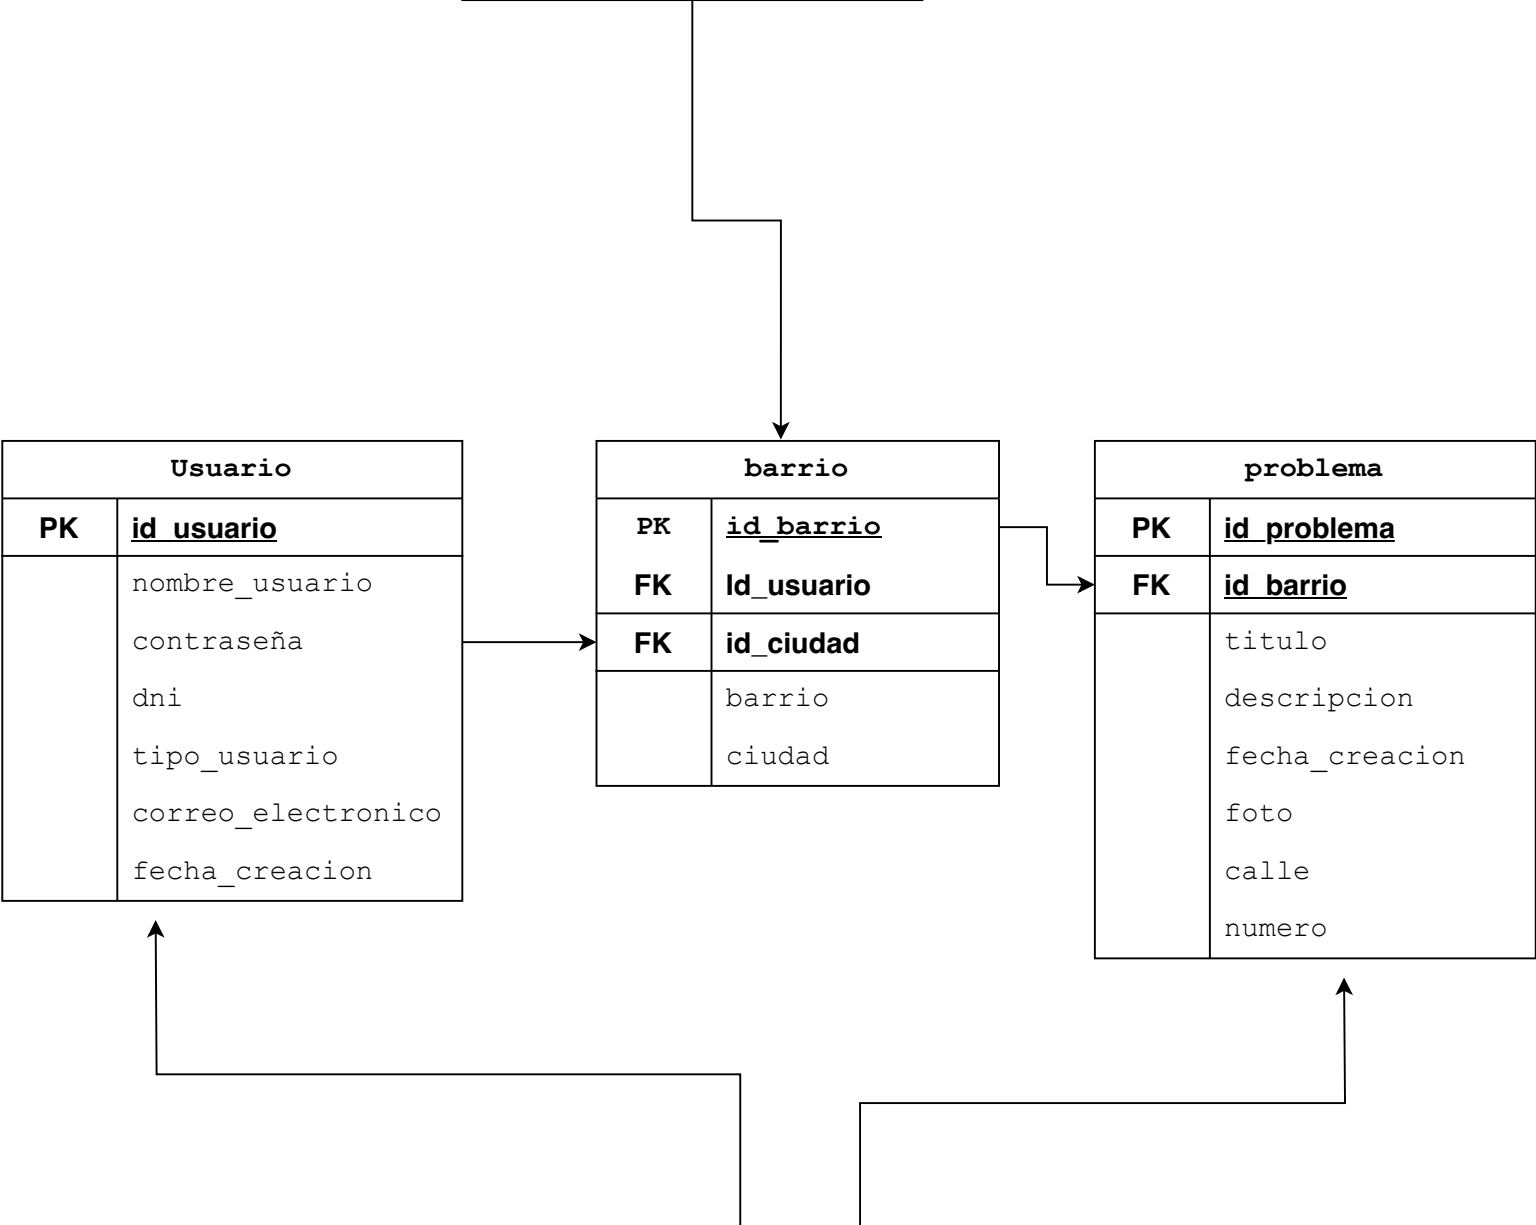 Usuario
PK id_usuario
nombre_usuario
contraseña
dni
tipo_usuario
correo_electronico
fecha_creacion
barrio
PK id_barrio
FK Id_usuario
FK id_ciudad
barrio
ciudad
problema
PK id_problema
FK id_barrio
titulo
descripcion
fecha_creacion
foto
calle
numero